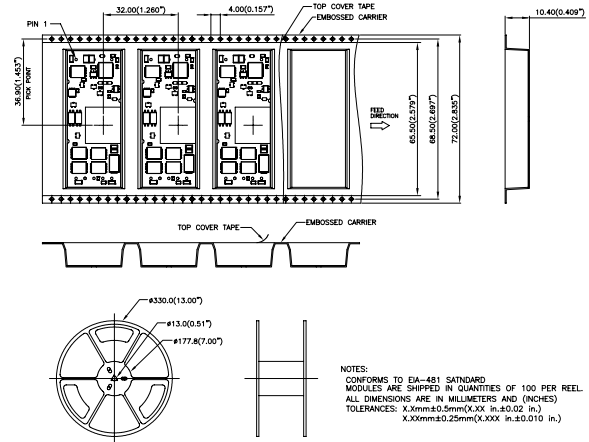 32.00(1.260")
4.00(0.157")
TOP COVER TAPE
EMBOSSED CARRIER
10.40(0.409")
PIN 1
36.90(1.453")
PICK POINT
FEED
DIRECTION
65.50(2.579")
68.50(2.697")
72.00(2.835")
TOP COVER TAPE
EMBOSSED CARRIER
ø330.0(13.00")
ø13.0(0.51")
ø177.8(7.00")
NOTES:
CONFORMS TO EIA-481 SATNDARD
MODULES ARE SHIPPED IN QUANTITIES OF 100 PER REEL.
ALL DIMENSIONS ARE IN MILLIMETERS AND (INCHES)
TOLERANCES: X.Xmm±0.5mm(X.XX in.±0.02 in.)
X.XXmm±0.25mm(X.XXX in.±0.010 in.)